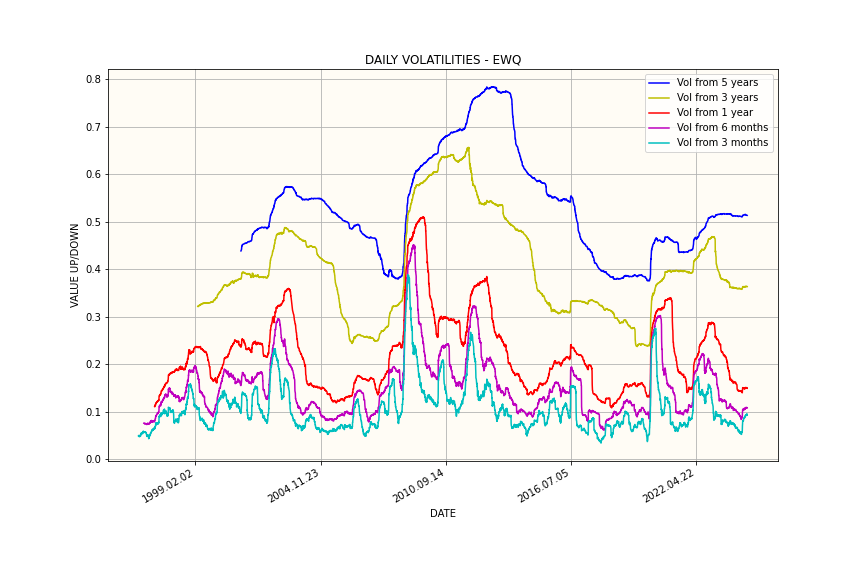 DAILY VOLATILITIES - EWQ
Vol from 5 years
Vol from 3 years
Vol from 1 year
Vol from 6 months
Vol from 3 months
VALUE UP/DOWN
0.8
0.7
0.6
0.5
0.4
0.3
0.2
0.1
0.0
1999.02.02
2004.11.23
2010.09.14
2016.07.05
2022.04.22
DATE